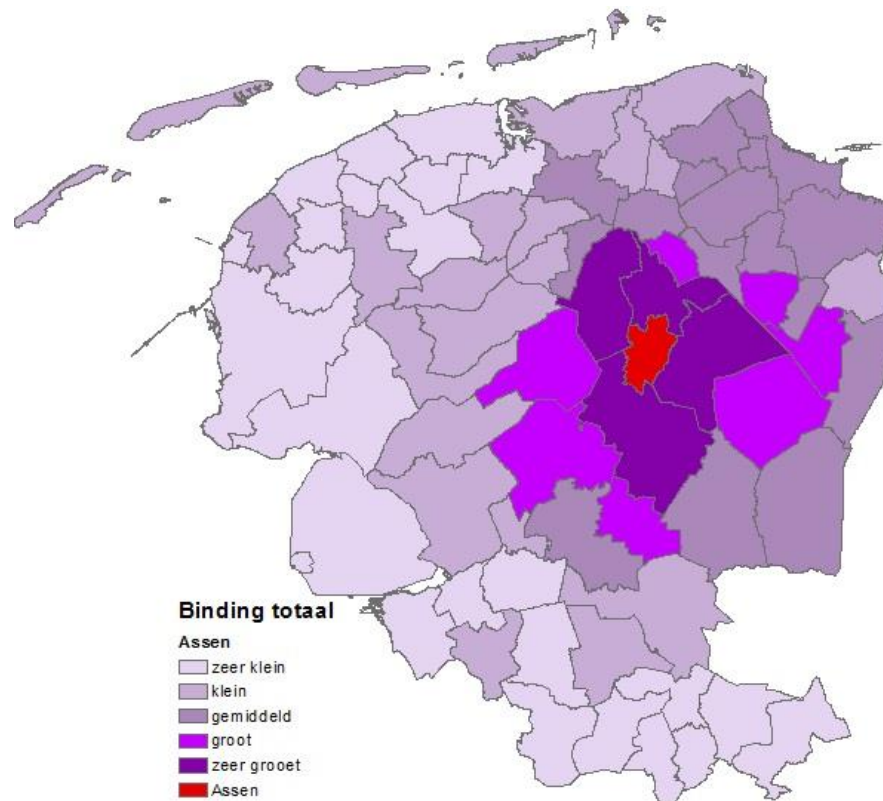 Binding totaal
Assen
zeer klein
klein
gemiddeld
groot
zeer grooet
Assen